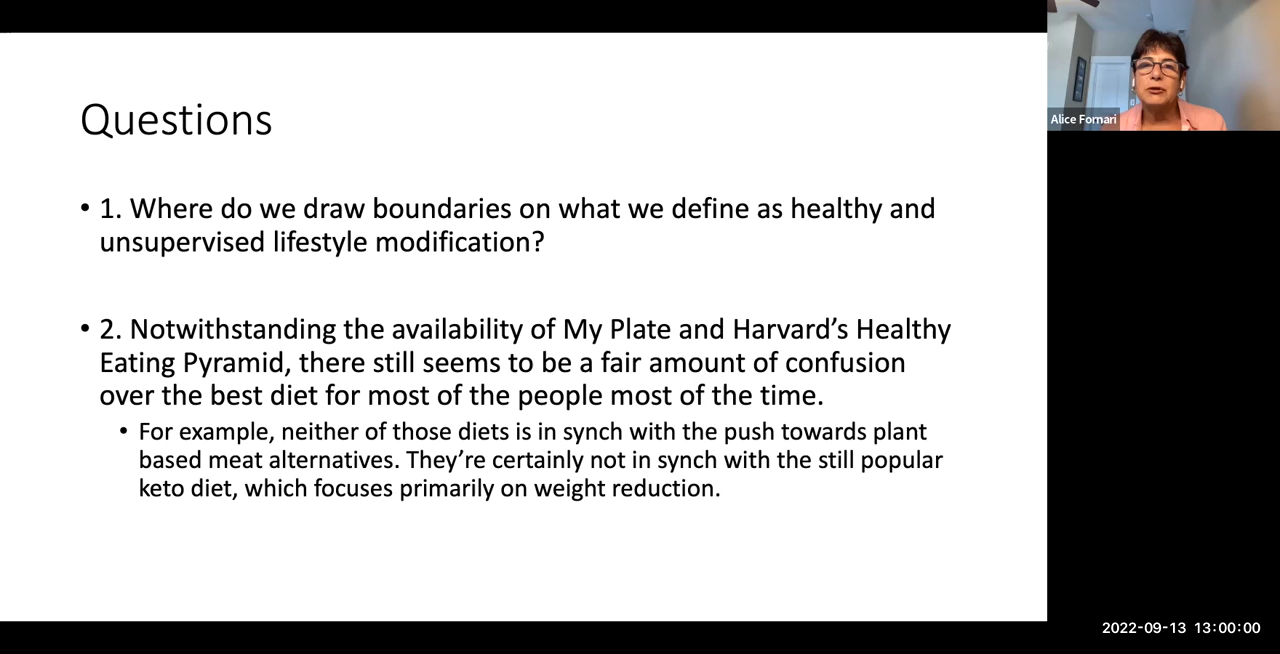 Questions
• 1. Where do we draw boundaries on what we define as healthy and
unsupervised lifestyle modification?
• 2. Notwithstanding the availability of My Plate and Harvard’s Healthy
Eating Pyramid, there still seems to be a fair amount of confusion
over the best diet for most of the people most of the time.
• For example, neither of those diets is in synch with the push towards plant
based meat alternatives. They’re certainly not in synch with the still popular
keto diet, which focuses primarily on weight reduction.
Alice Fornari
2022-09-13 13:00:00